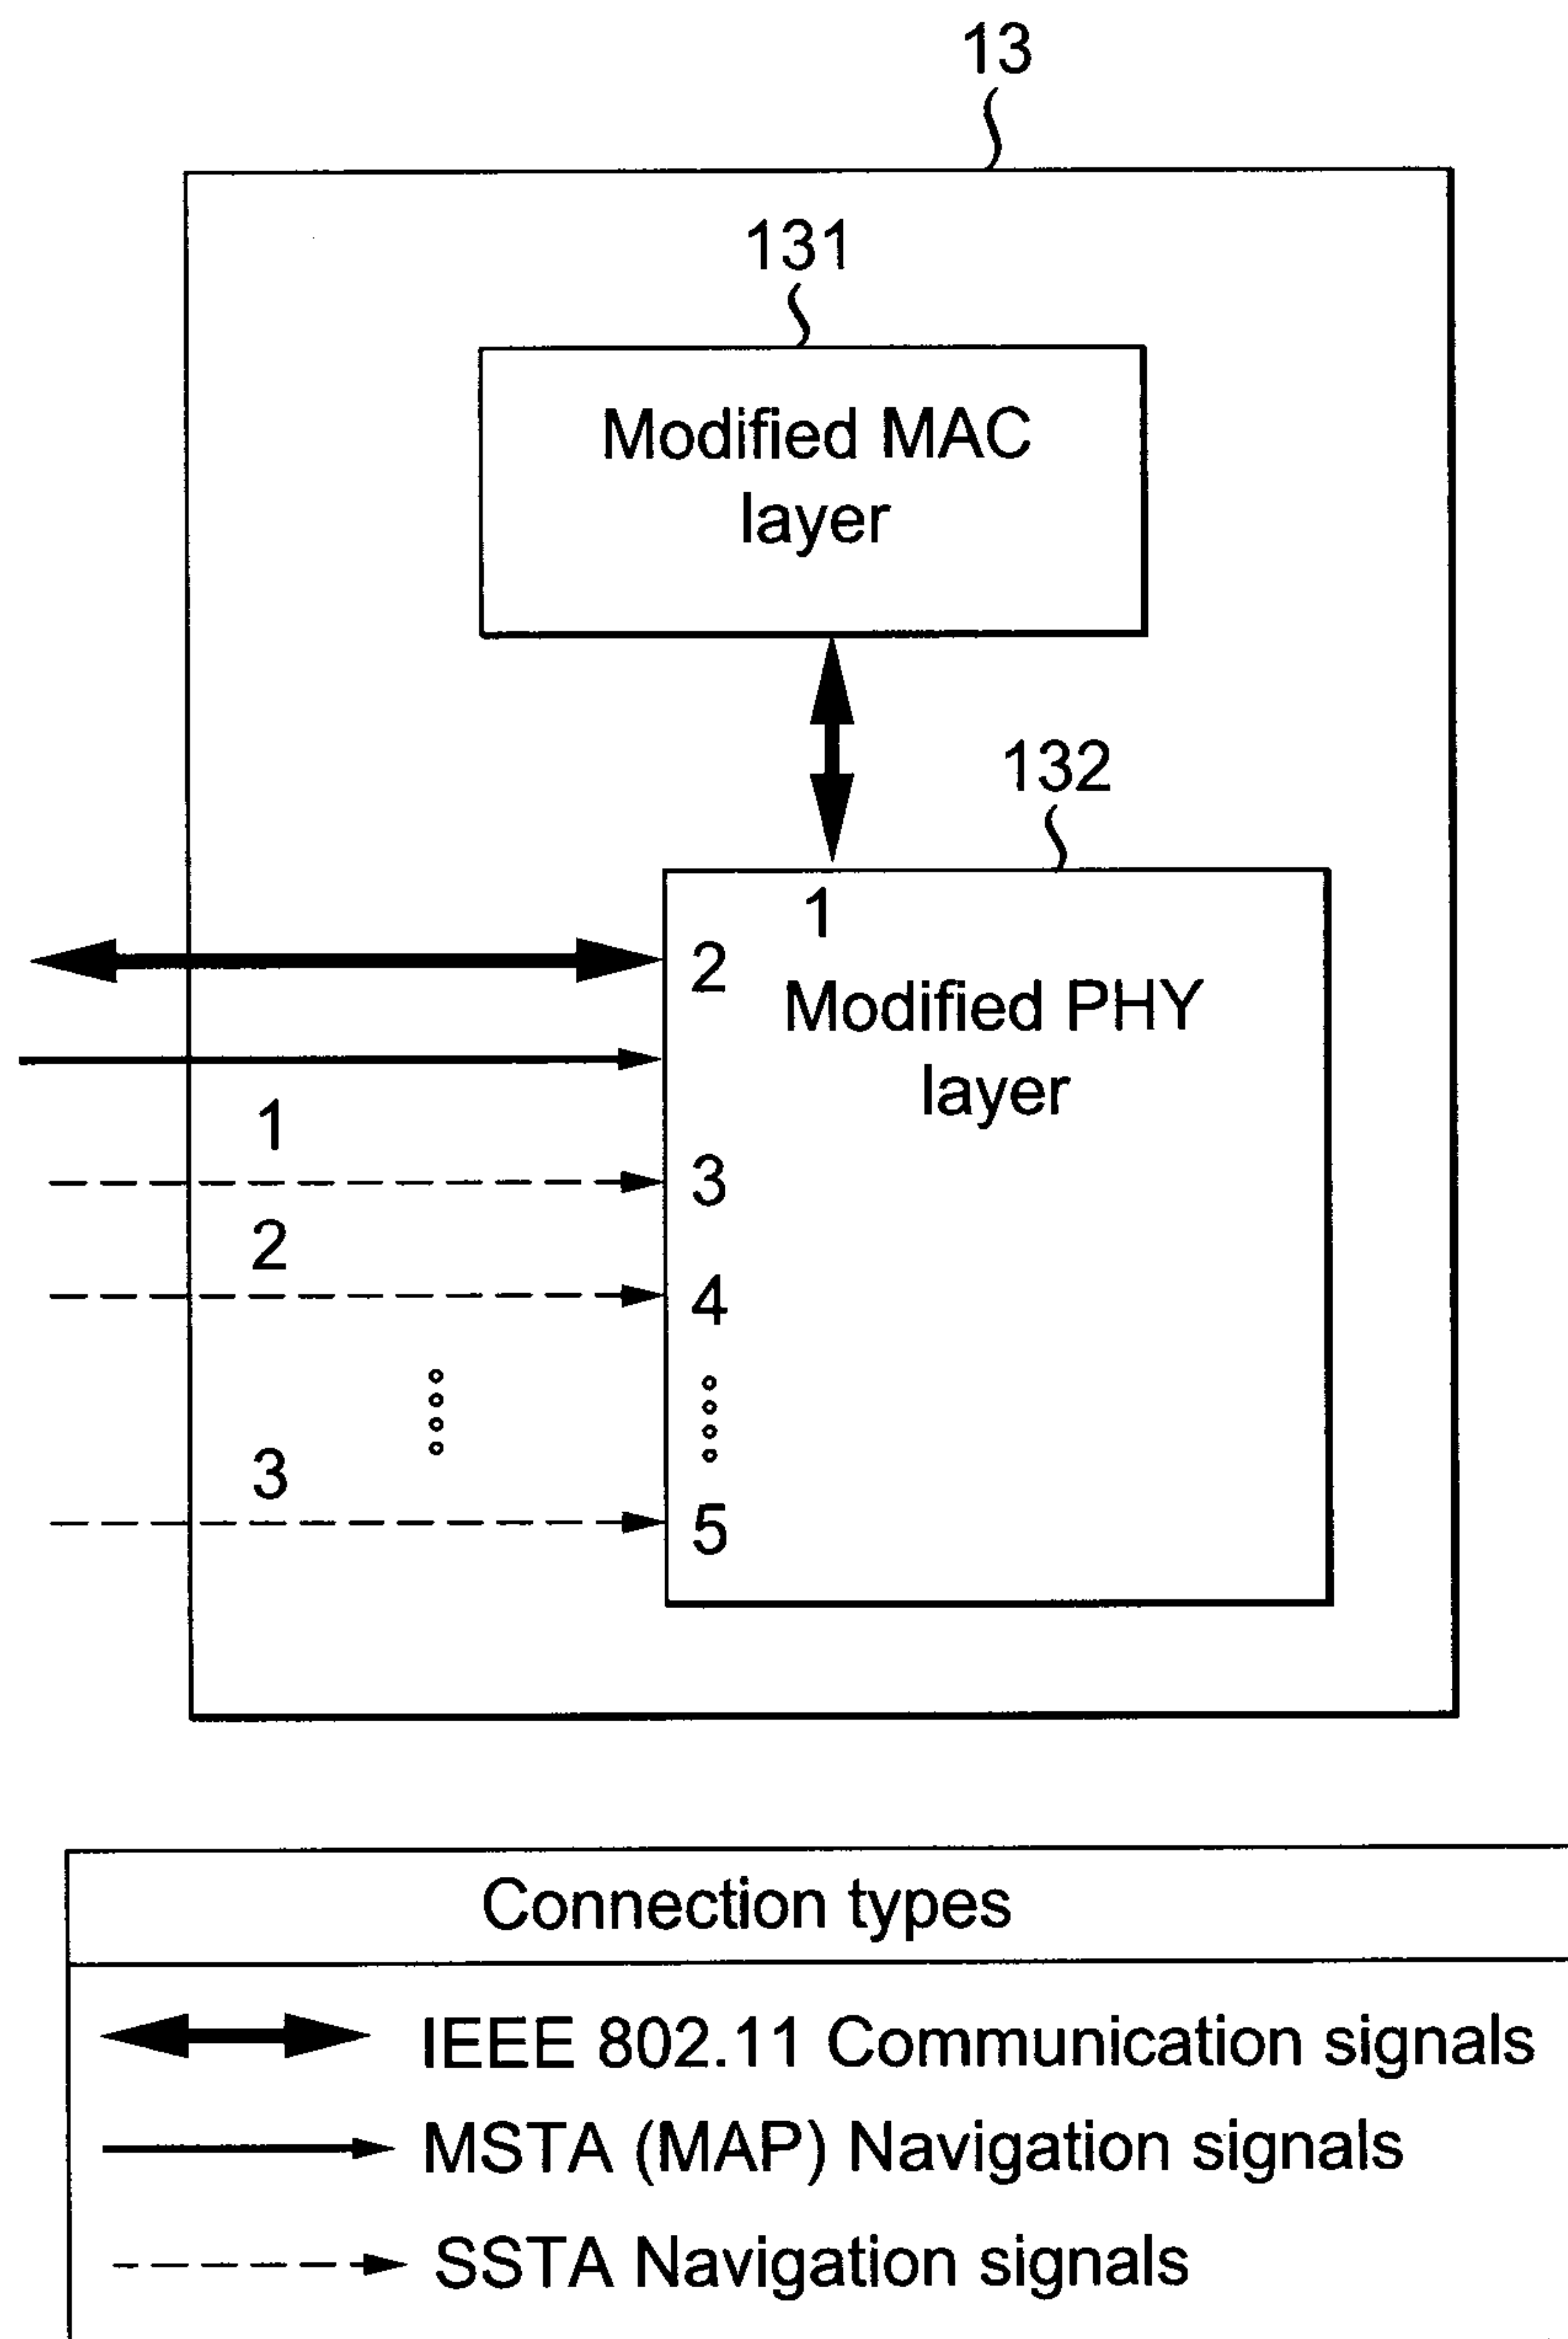 13
131
Modified MAC
layer
132
1
2
Modified PHY
layer
1
3
2
4
3
5
Connection types
IEEE 802.11 Communication signals
MSTA (MAP) Navigation signals
SSTA Navigation signals